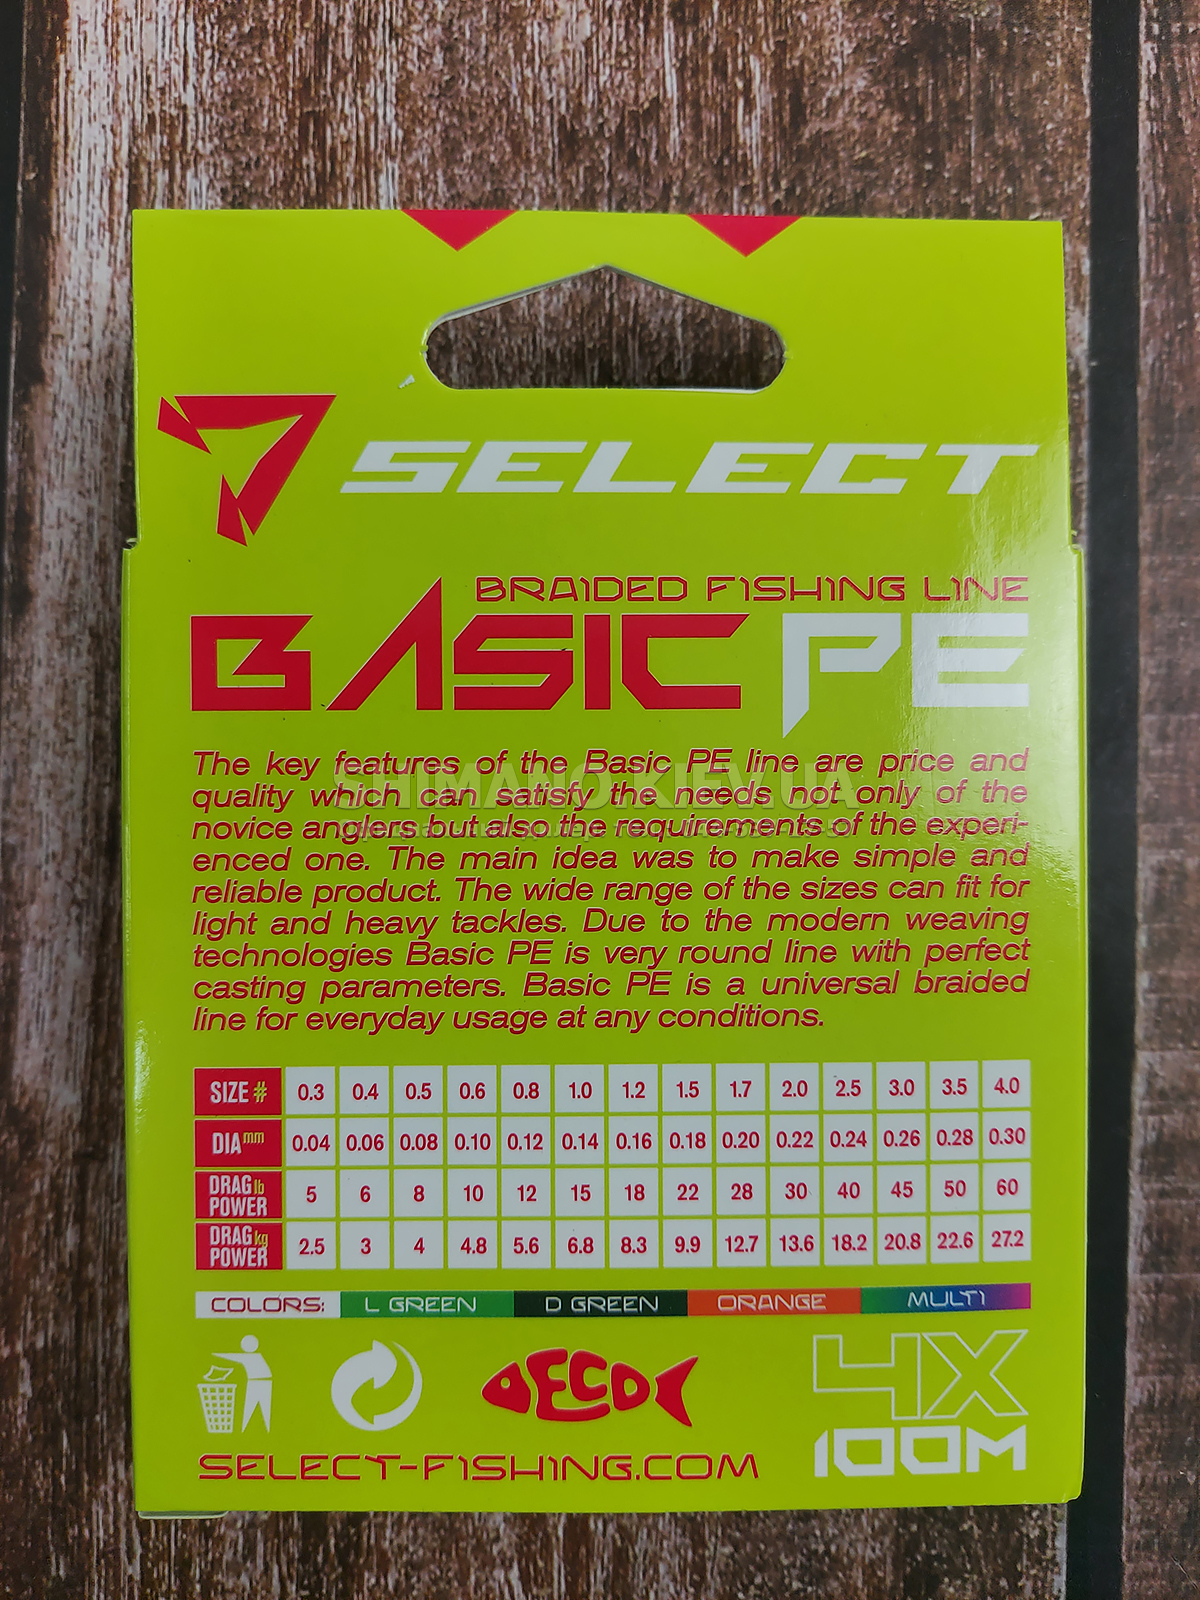 SELECT
BRAIDED FISHING LINE
BASIC PE
The key features of the Basic PE line are price and
quality which can satisfy the needs not only of the
novice anglers but also the requirements of the experi-
enced one. The main idea was to make simple and
reliable product. The wide range of the sizes can fit for
light and heavy tackles. Due to the modern weaving
technologies Basic PE is very round line with perfect
casting parameters. Basic PE is a universal braided
line for everyday usage at any conditions.
SHIMANO.KIEV.UA
SIZE # 0.3 0.4 0.5 0.6 0.8 1.0 1.2 1.5 1.7 2.0 2.5 3.0 3.5 4.0
DIA mm 0.04 0.06 0.08 0.10 0.12 0.14 0.16 0.18 0.20 0.22 0.24 0.26 0.28 0.30
DRAG lb POWER 5 6 8 10 12 15 18 22 28 30 40 45 50 60
DRAG kg POWER 2.5 3 4 4.8 5.6 6.8 8.3 9.9 12.7 13.6 18.2 20.8 22.6 27.2
COLORS: L GREEN D GREEN ORANGE MULTI
ECO
4X
100M
SELECT-FISHING.COM